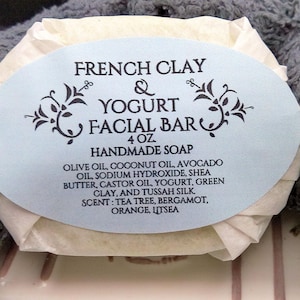 FRENCH CLAY
&
YOGURT
FACIAL BAR
4 OZ.
HANDMADE SOAP
OLIVE OIL, COCONUT OIL, AVOCADO
OIL, SODIUM HYDROXIDE, SHEA
BUTTER, CASTOR OIL, YOGURT, GREEN
CLAY, AND TUSSAH SILK.
SCENT : TEA TREE, BERGAMOT,
ORANGE, LITSEA